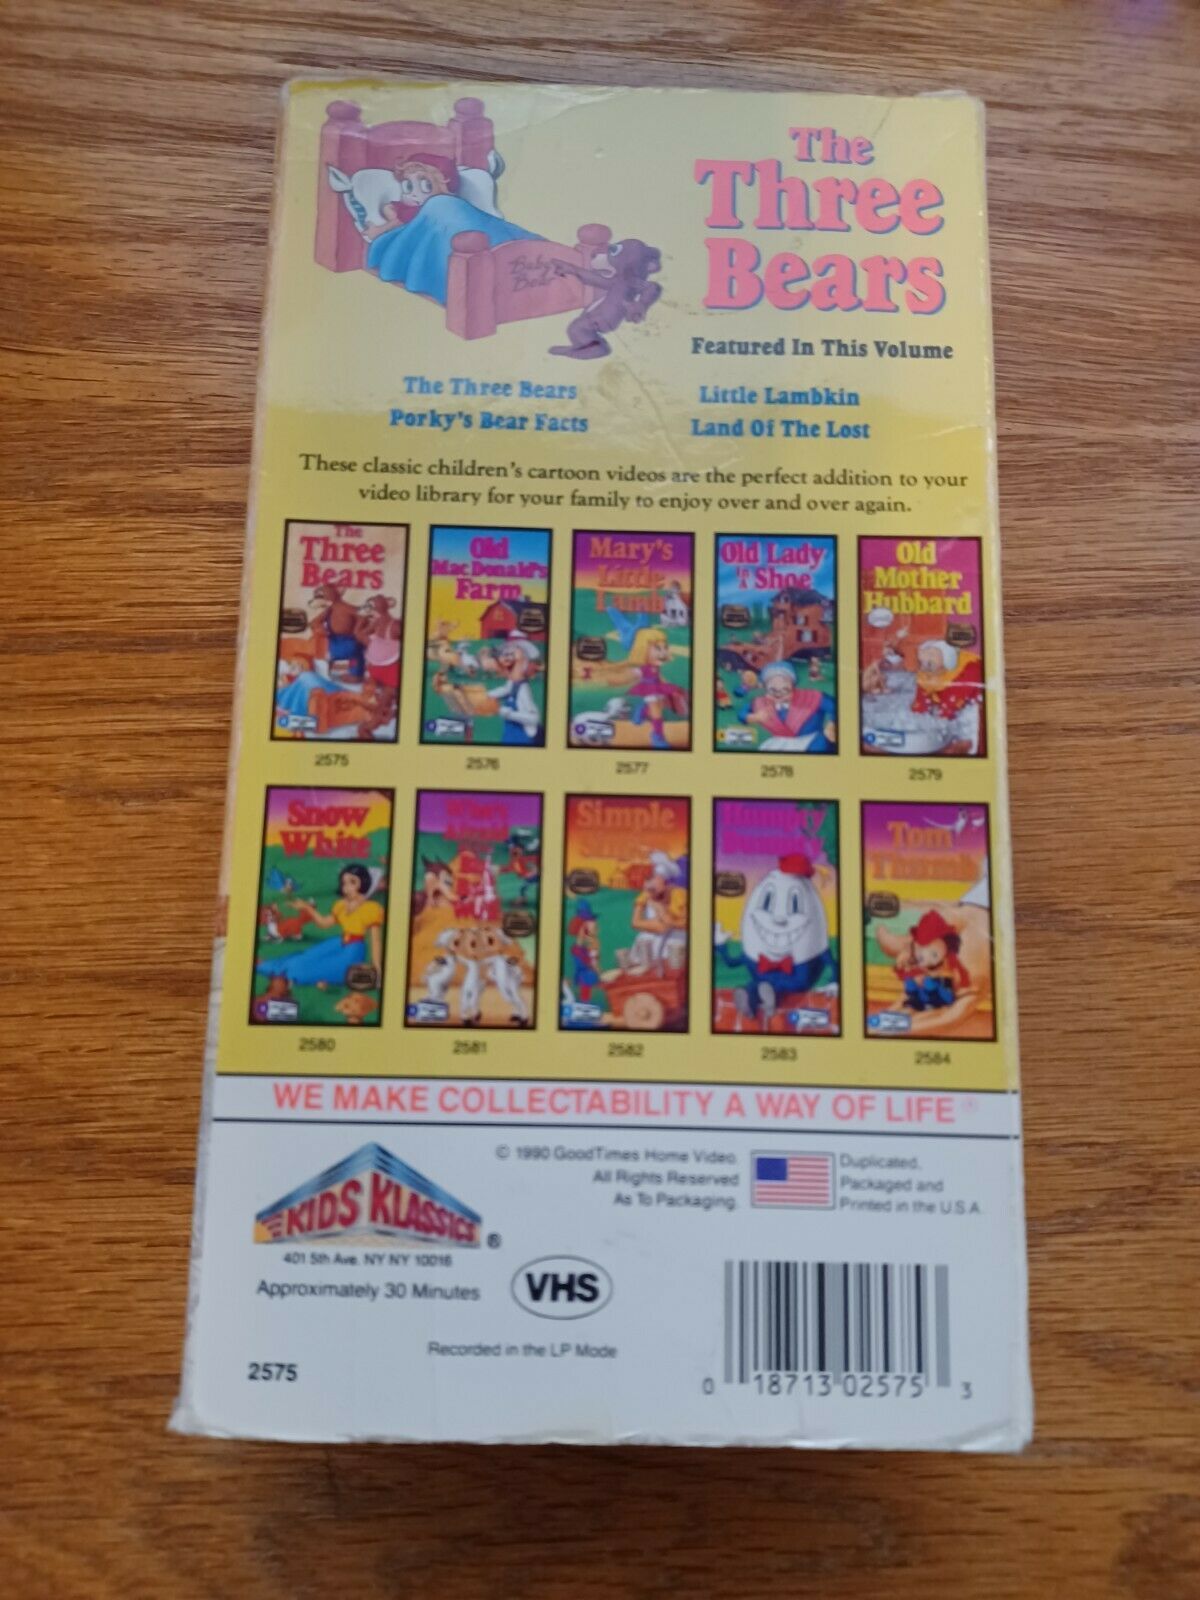 The
Three
Bears
Baby
Bear
Featured In This Volume
The Three Bears
Little Lambkin
Porky's Bear Facts
Land Of The Lost
These classic children's cartoon videos are the perfect addition to your
video library for your family to enjoy over and over again.
The
Three
Bears
Old
MacDonald's
Farm
Mary's
Little
Lamb
Old Lady
'n A Shoe
Old
Mother
Hubbard
2575
2576
2577
2578
2579
Snow
White
Simple
Humpty
Tom
Thumb
2580
2581
2582
2583
2584
WE MAKE COLLECTABILITY A WAY OF LIFE®
KIDS KLASSICS®
401 5th Ave. NY NY 10016
Approximately 30 Minutes
© 1990 GoodTimes Home Video.
All Rights Reserved
As To Packaging.
Duplicated,
Packaged and
Printed in the U.S.A.
VHS
Recorded in the LP Mode
2575
0 18713 02575 3